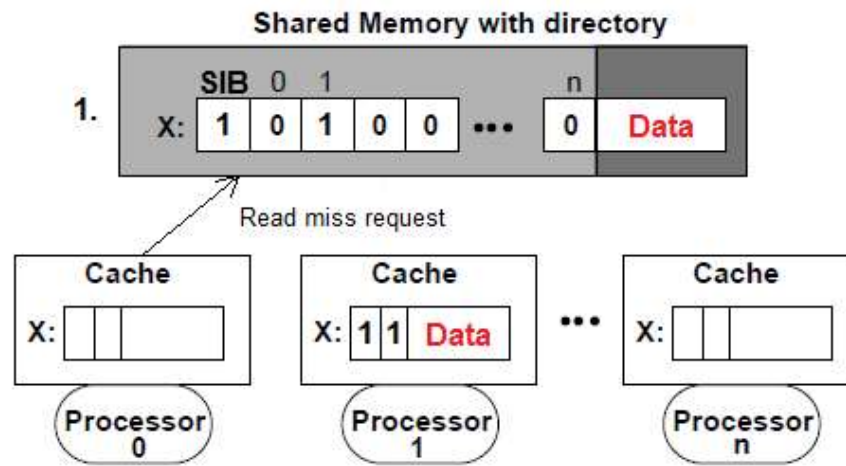 Shared Memory with directory
SIB 0 1 n
1.
X: 1 0 1 0 0 ••• 0 Data
Read miss request
Cache Cache Cache
X: X: 1 1 Data ••• X:
Processor Processor Processor
0 1 n